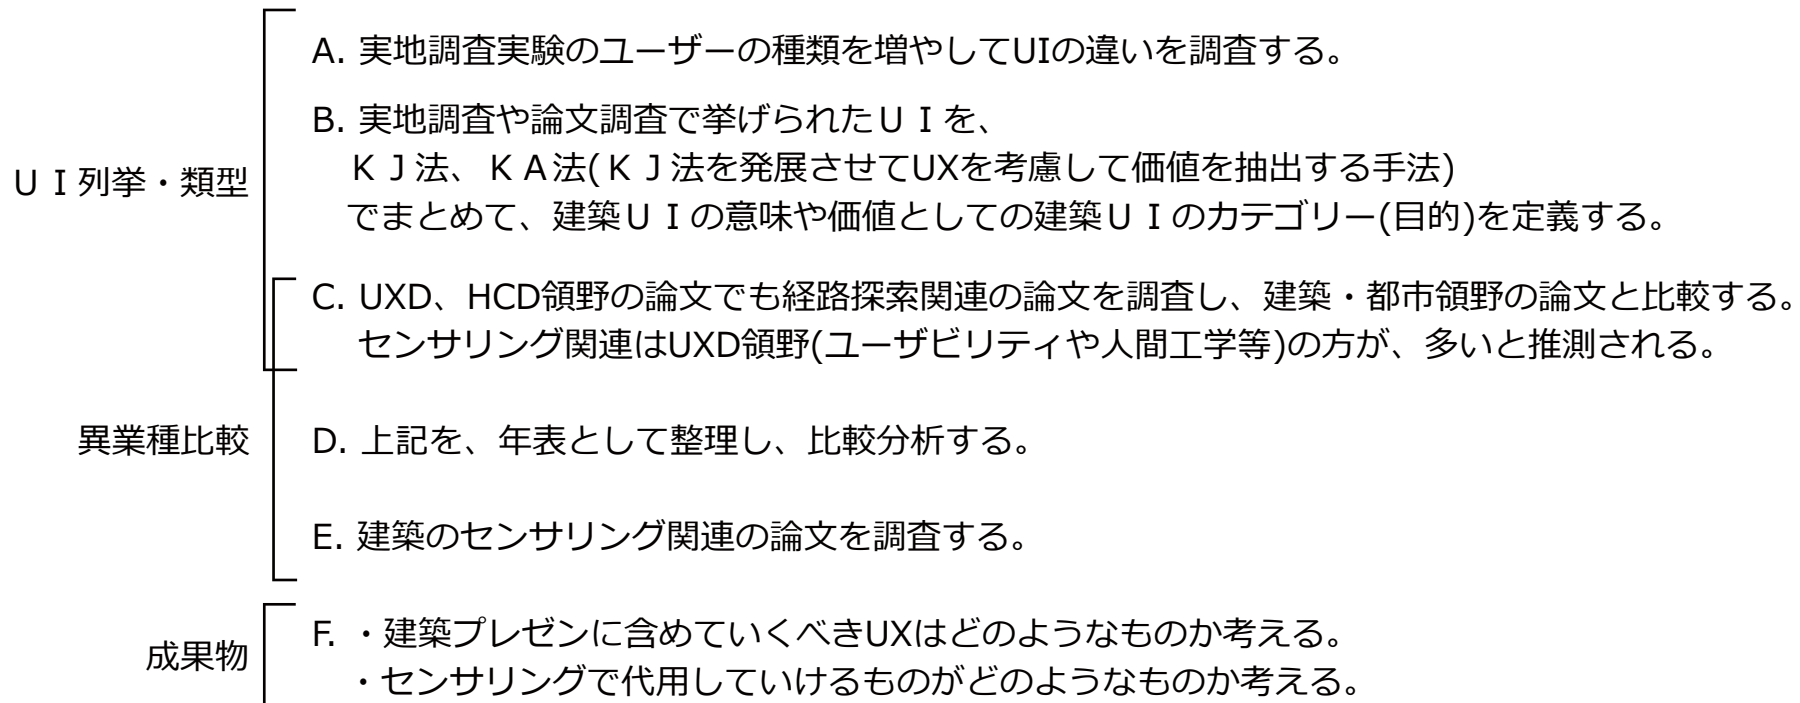 UI列挙・類型
A. 実地調査実験のユーザーの種類を増やしてUIの違いを調査する。
B. 実地調査や論文調査で挙げられたＵＩを、
ＫＪ法、ＫＡ法(ＫＪ法を発展させてUXを考慮して価値を抽出する手法)
でまとめて、建築ＵＩの意味や価値としての建築ＵＩのカテゴリー(目的)を定義する。
C. UXD、HCD領野の論文でも経路探索関連の論文を調査し、建築・都市領野の論文と比較する。
センサリング関連はUXD領野(ユーザビリティや人間工学等)の方が、多いと推測される。
異業種比較
D. 上記を、年表として整理し、比較分析する。
E. 建築のセンサリング関連の論文を調査する。
成果物
F. ・建築プレゼンに含めていくべきUXはどのようなものか考える。
・センサリングで代用していけるものがどのようなものか考える。